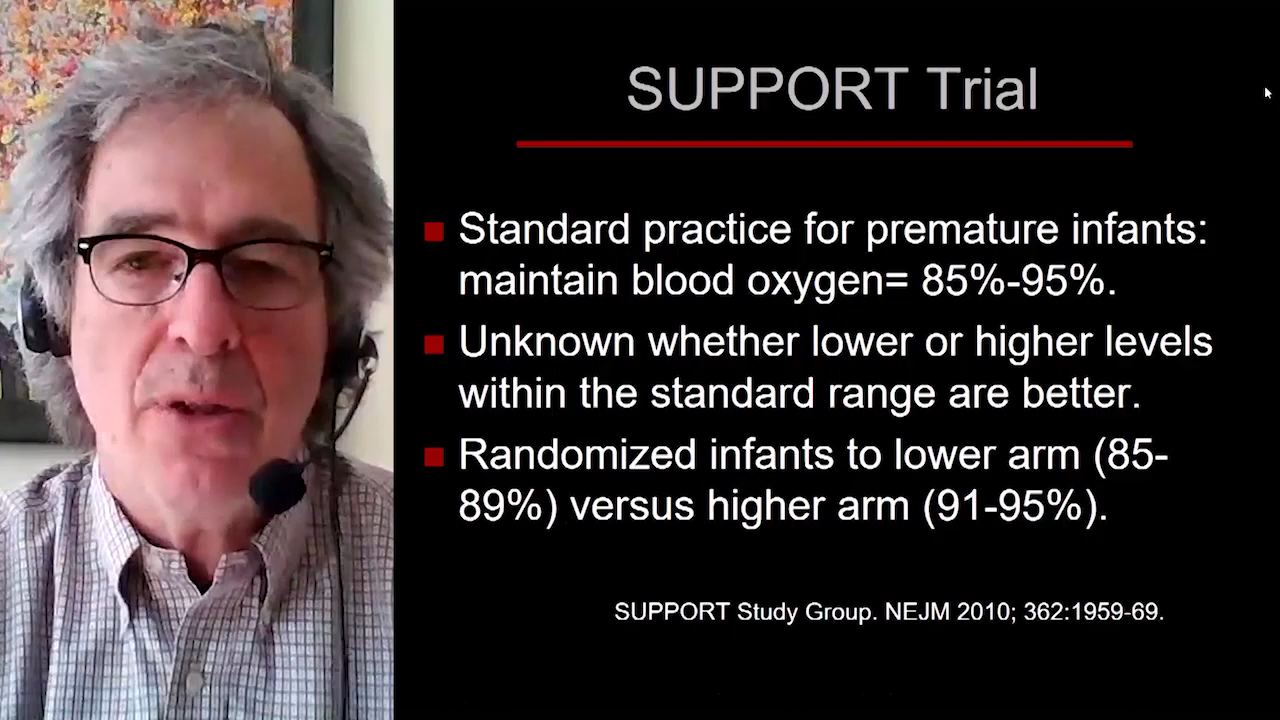 SUPPORT Trial
Standard practice for premature infants:
maintain blood oxygen= 85%-95%.
Unknown whether lower or higher levels
within the standard range are better.
Randomized infants to lower arm (85-
89%) versus higher arm (91-95%).
SUPPORT Study Group. NEJM 2010; 362:1959-69.